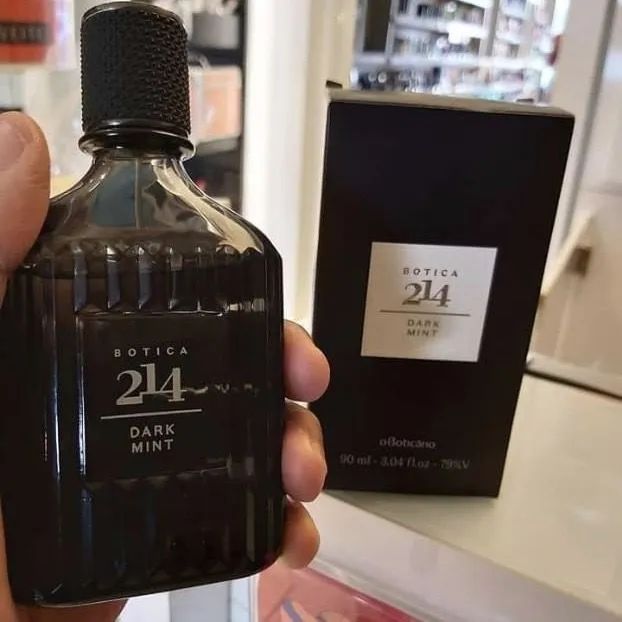 BOTICA
214
DARK
MINT
BOTICA
214
DARK
MINT
oBoticário
90 ml - 3.04 fl.oz - 79%V